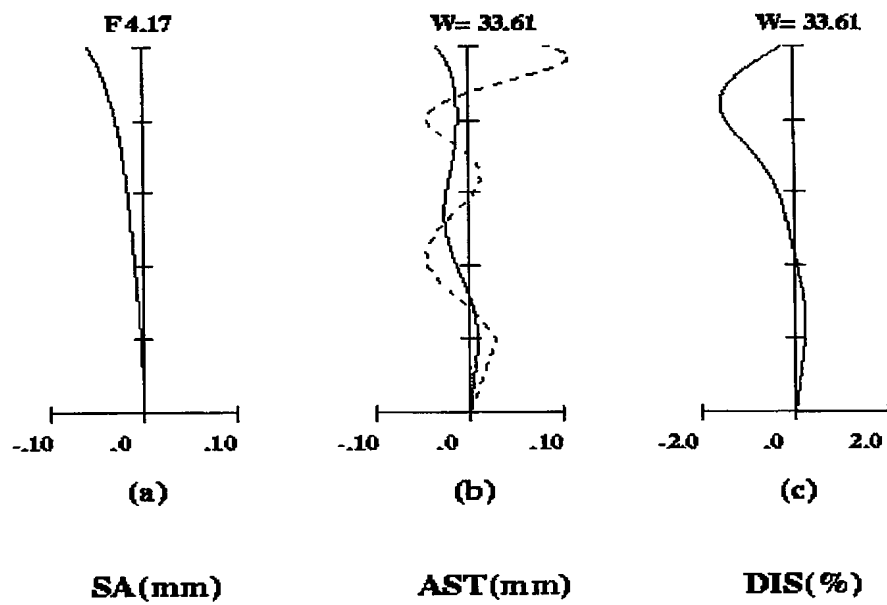 F 4.17 W= 33.61 W= 33.61
-.10 .0 .10 -.10 .0 .10 -2.0 .0 2.0
(a) (b) (c)
SA(mm) AST(mm) DIS(%)